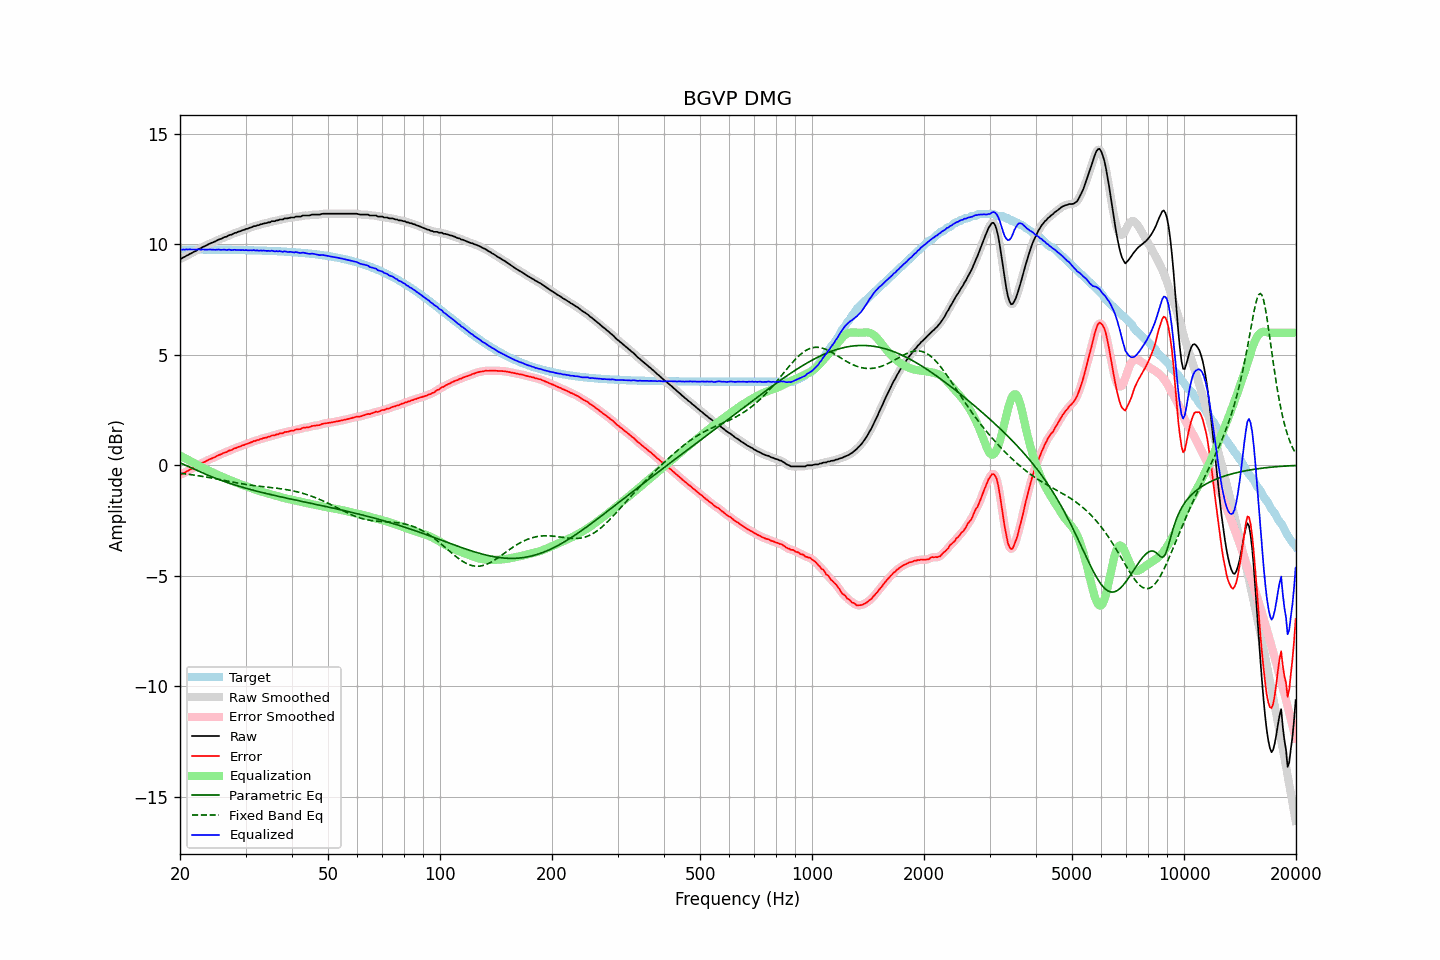 BGVP DMG
Amplitude (dBr)
15
10
5
0
−5
−10
−15
Target
Raw Smoothed
Error Smoothed
Raw
Error
Equalization
Parametric Eq
Fixed Band Eq
Equalized
20 50 100 200 500 1000 2000 5000 10000 20000
Frequency (Hz)